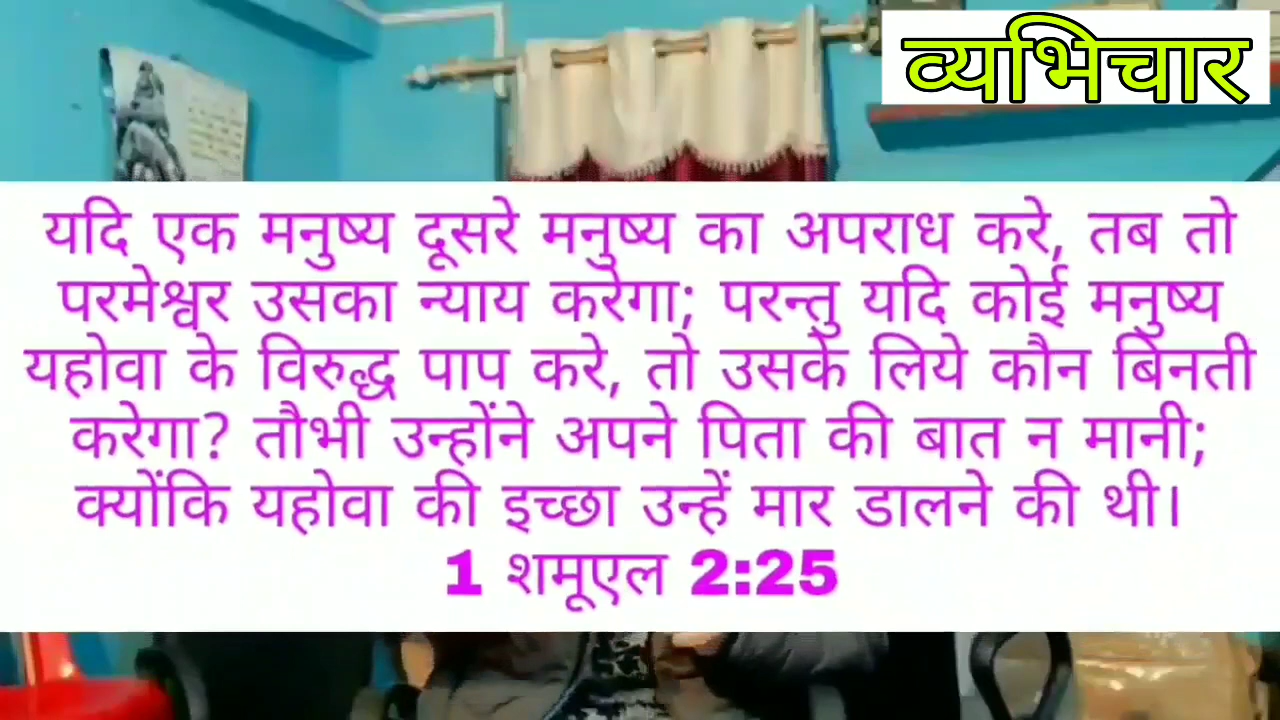 व्यभिचार
यदि एक मनुष्य दूसरे मनुष्य का अपराध करे, तब तो
परमेश्वर उसका न्याय करेगा; परन्तु यदि कोई मनुष्य
यहोवा के विरुद्ध पाप करे, तो उसके लिये कौन बिनती
करेगा? तौभी उन्होंने अपने पिता की बात न मानी;
क्योंकि यहोवा की इच्छा उन्हें मार डालने की थी।
1 शमूएल 2:25